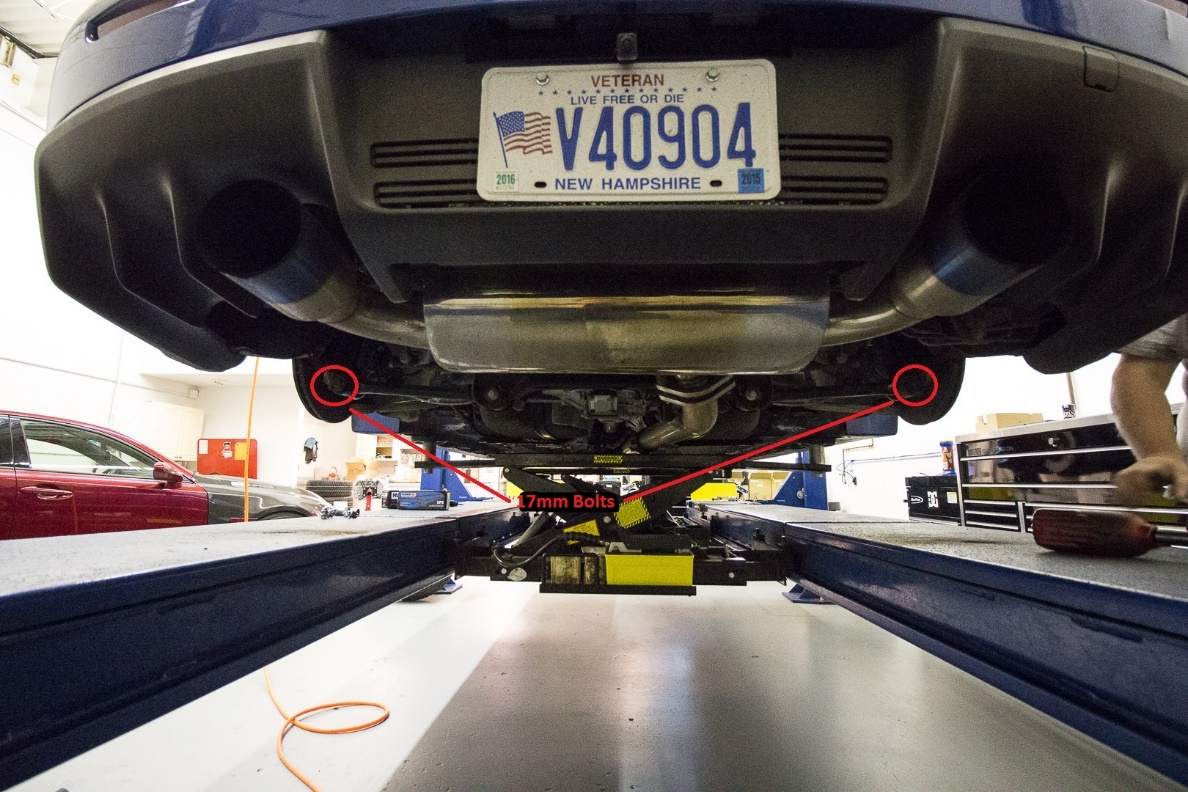 VETERAN
LIVE FREE OR DIE
V40904
2016
2015
NEW HAMPSHIRE
17mm Bolts